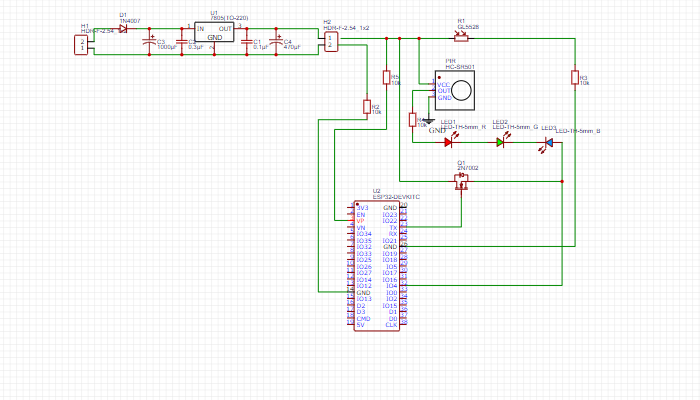 H1
HDR-F-2.54
2
1
D1
1N4007
C3
1000µF
C2
0.3µF
U1
7805(TO-220)
1
IN
OUT
3
GND
2
C1
0.1µF
C4
470µF
H2
HDR-F-2.54_1x2
1
2
R1
GL5528
R5
10k
PIR
HC-SR501
VCC
OUT
GND
R3
10k
R2
10k
10k
GND
LED1
LED-TH-5mm_R
LED2
LED-TH-5mm_G
LED3
LED-TH-5mm_B
Q1
2N7002
U2
ESP32-DEVKITC
3V3
EN
VP
VN
IO34
IO35
IO32
IO33
IO25
IO26
IO27
IO14
IO12
GND
IO13
D2
D3
CMD
5V
GND
IO23
IO22
TX
RX
IO21
GND
IO19
IO18
IO5
IO17
IO16
IO4
IO0
IO2
IO15
D1
D0
CLK